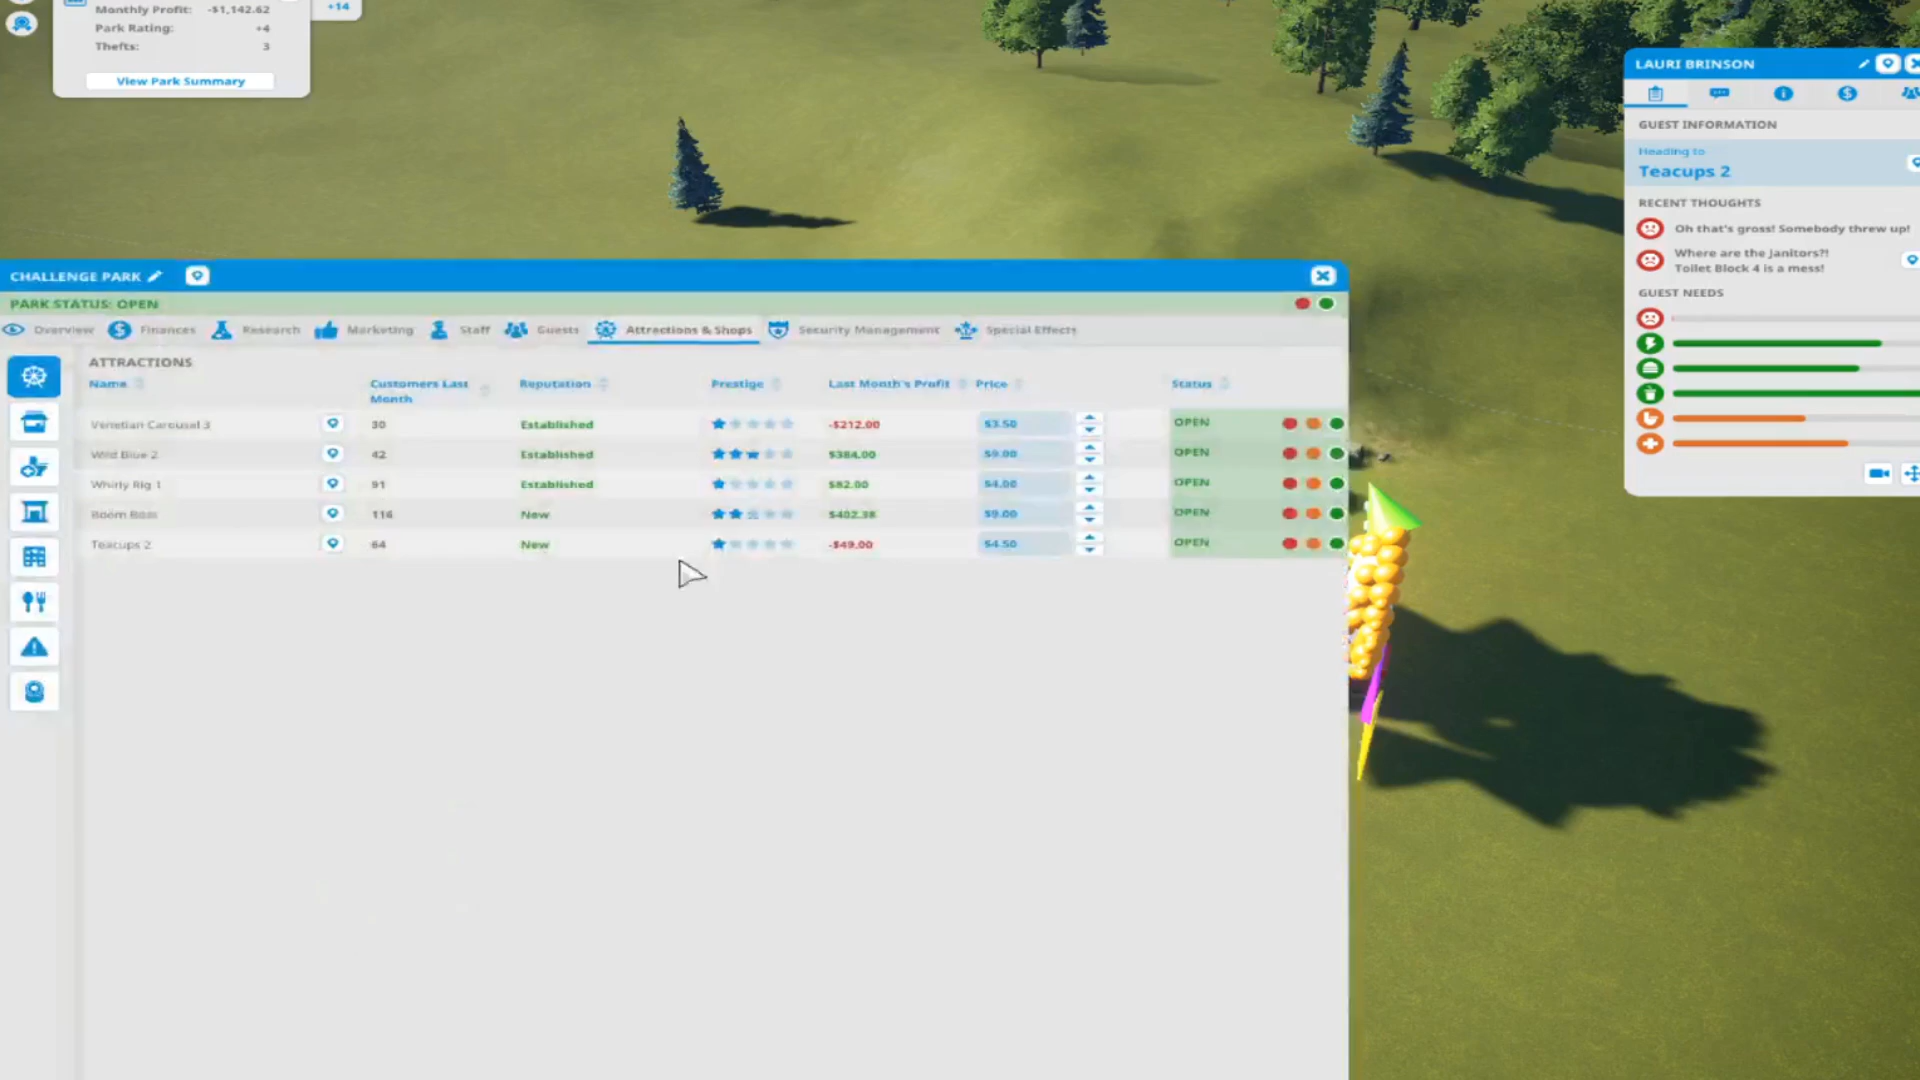 Monthly Profit: -$1,142.62
Park Rating: +4
Thefts: 3
+14
View Park Summary
LAURI BRINSON
GUEST INFORMATION
Heading to
Teacups 2
RECENT THOUGHTS
Oh that's gross! Somebody threw up!
Where are the Janitors?!
Toilet Block 4 is a mess!
GUEST NEEDS
CHALLENGE PARK
PARK STATUS: OPEN
Overview Finances Research Marketing Staff Guests Attractions & Shops Security Management Special Effects
ATTRACTIONS
Name Customers Last Month Reputation Prestige Last Month's Profit Price Status
Venetian Carousel 3 30 Established -$212.00 $3.50 OPEN
Wild Blue 2 42 Established $384.00 $9.00 OPEN
Whirly Rig 1 91 Established $82.00 $4.00 OPEN
116 New $402.38 $9.00 OPEN
Teacups 2 64 New -$49.00 $4.50 OPEN